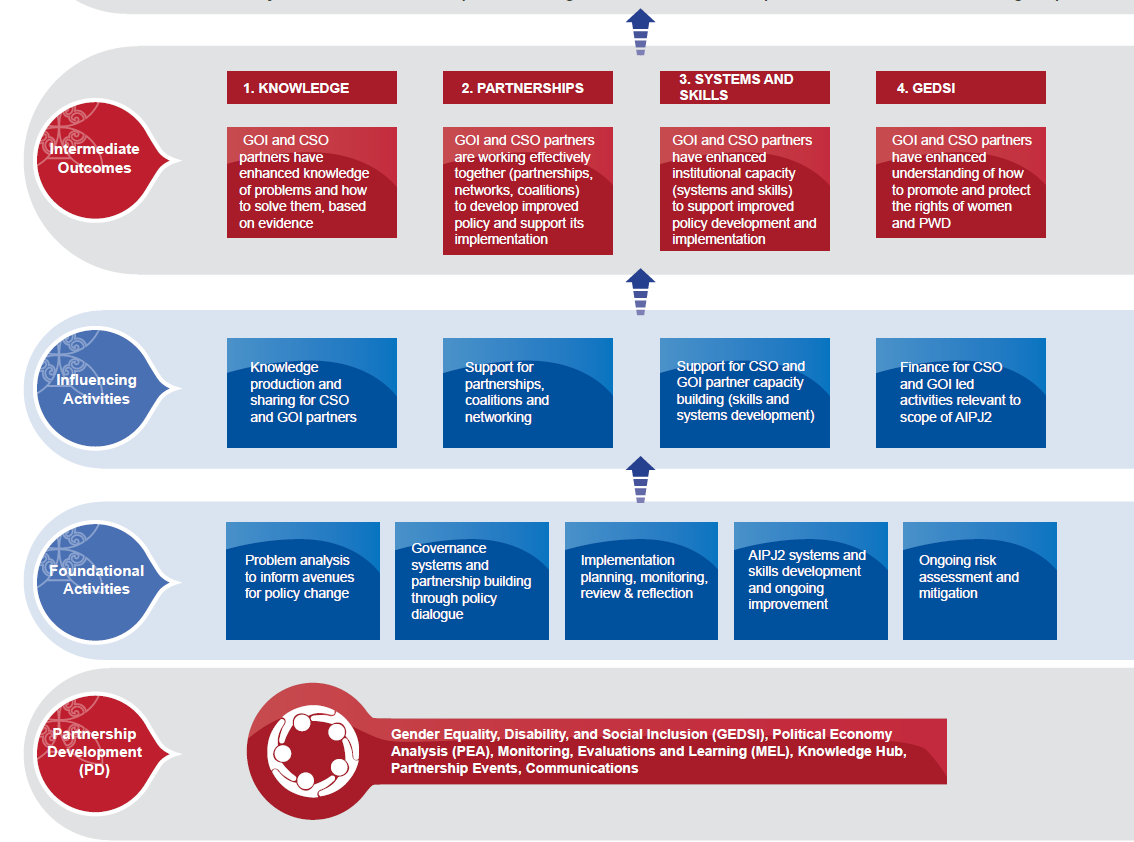 Intermediate
Outcomes
1. KNOWLEDGE
2. PARTNERSHIPS
3. SYSTEMS AND
SKILLS
4. GEDSI
GOI and CSO
partners have
enhanced knowledge
of problems and how
to solve them, based
on evidence
GOI and CSO partners
are working effectively
together (partnerships,
networks, coalitions)
to develop improved
policy and support its
implementation
GOI and CSO partners
have enhanced
institutional capacity
(systems and skills)
to support improved
policy development and
implementation
GOI and CSO partners
have enhanced
understanding of how
to promote and protect
the rights of women
and PWD
Influencing
Activities
Knowledge
production and
sharing for CSO
and GOI partners
Support for
partnerships,
coalitions and
networking
Support for CSO and
GOI partner capacity
building (skills and
systems development)
Finance for CSO
and GOI led
activities relevant to
scope of AIPJ2
Foundational
Activities
Problem analysis
to inform avenues
for policy change
Governance
systems and
partnership building
through policy
dialogue
Implementation
planning, monitoring,
review & reflection
AIPJ2 systems and
skills development
and ongoing
improvement
Ongoing risk
assessment and
mitigation
Partnership
Development
(PD)
Gender Equality, Disability, and Social Inclusion (GEDSI), Political Economy
Analysis (PEA), Monitoring, Evaluations and Learning (MEL), Knowledge Hub,
Partnership Events, Communications